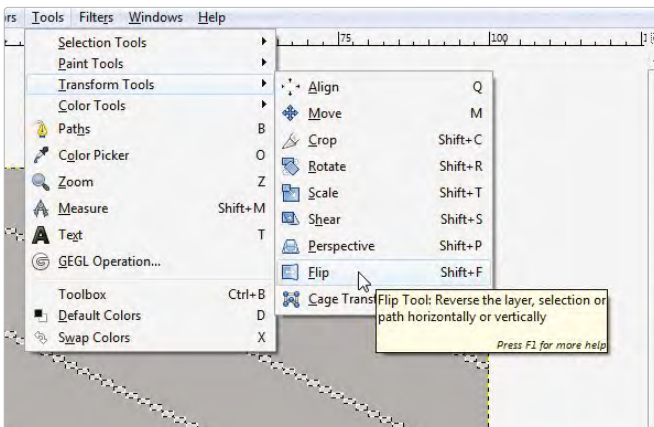 Tools Filters Windows Help
75 100
Selection Tools
Paint Tools
Transform Tools
Color Tools
Paths B
Color Picker O
Zoom Z
Measure Shift+M
Text T
GEGL Operation...
Toolbox Ctrl+B
Default Colors D
Swap Colors X
Align Q
Move M
Crop Shift+C
Rotate Shift+R
Scale Shift+T
Shear Shift+S
Perspective Shift+P
Flip Shift+F
Cage Transf
Flip Tool: Reverse the layer, selection or
path horizontally or vertically
Press F1 for more help